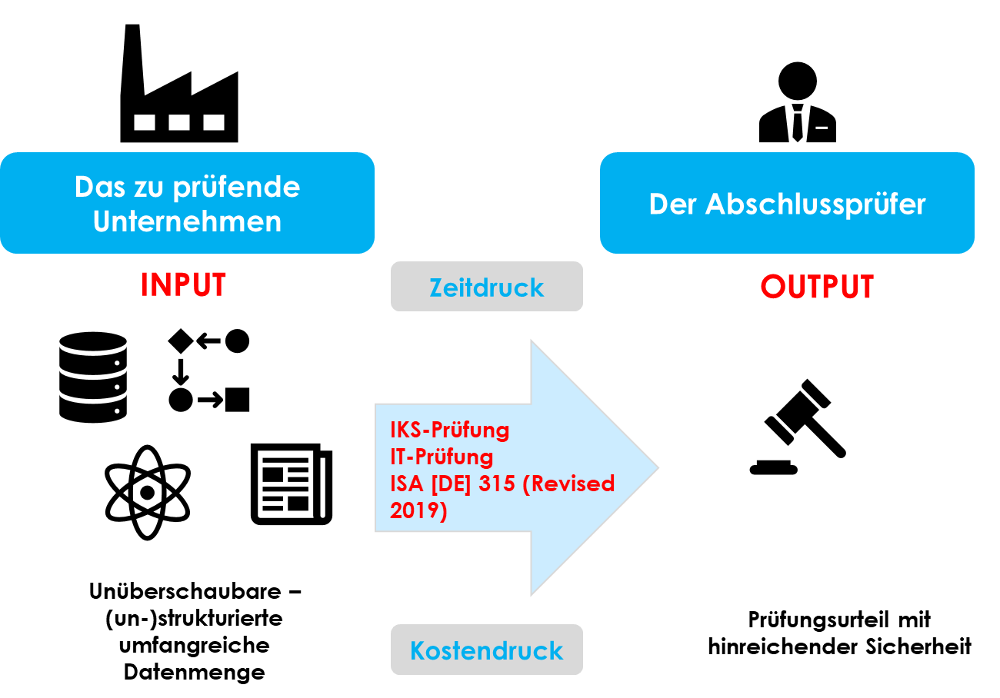 Das zu prüfende
Unternehmen
INPUT
Unüberschaubare –
(un-)strukturierte
umfangreiche
Datenmenge
Zeitdruck
IKS-Prüfung
IT-Prüfung
ISA [DE] 315 (Revised
2019)
Kostendruck
Der Abschlussprüfer
OUTPUT
Prüfungsurteil mit
hinreichender Sicherheit